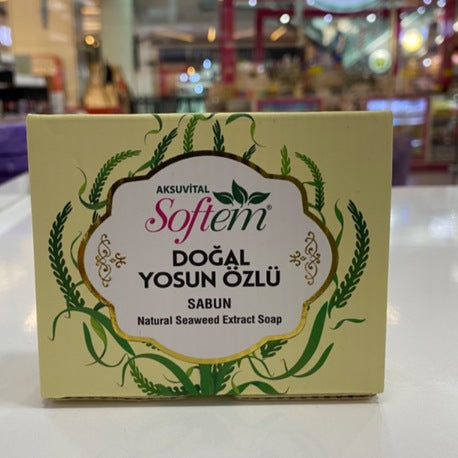 AKSUVİTAL
Softem®
DOĞAL
YOSUN ÖZLÜ
SABUN
Natural Seaweed Extract Soap